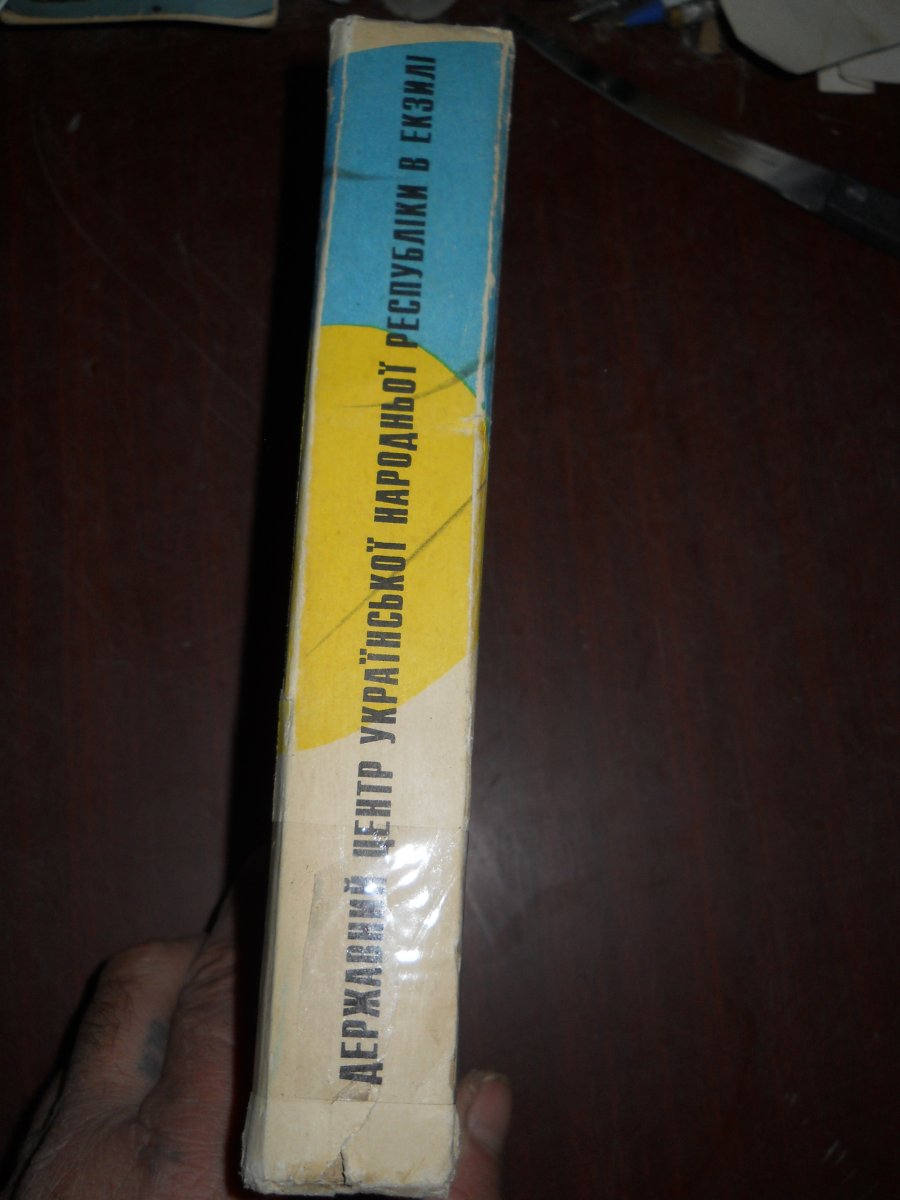 ДЕРЖАВНИЙ ЦЕНТР УКРАЇНСЬКОЇ НАРОДНЬОЇ РЕСПУБЛІКИ В ЕКЗИЛІ